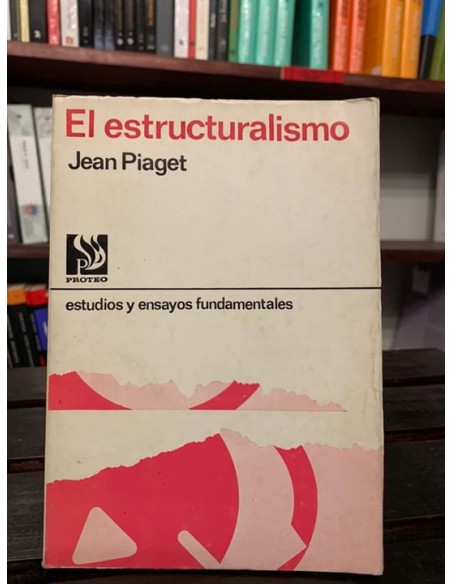 El estructuralismo
Jean Piaget
P
PROTEO
estudios y ensayos fundamentales